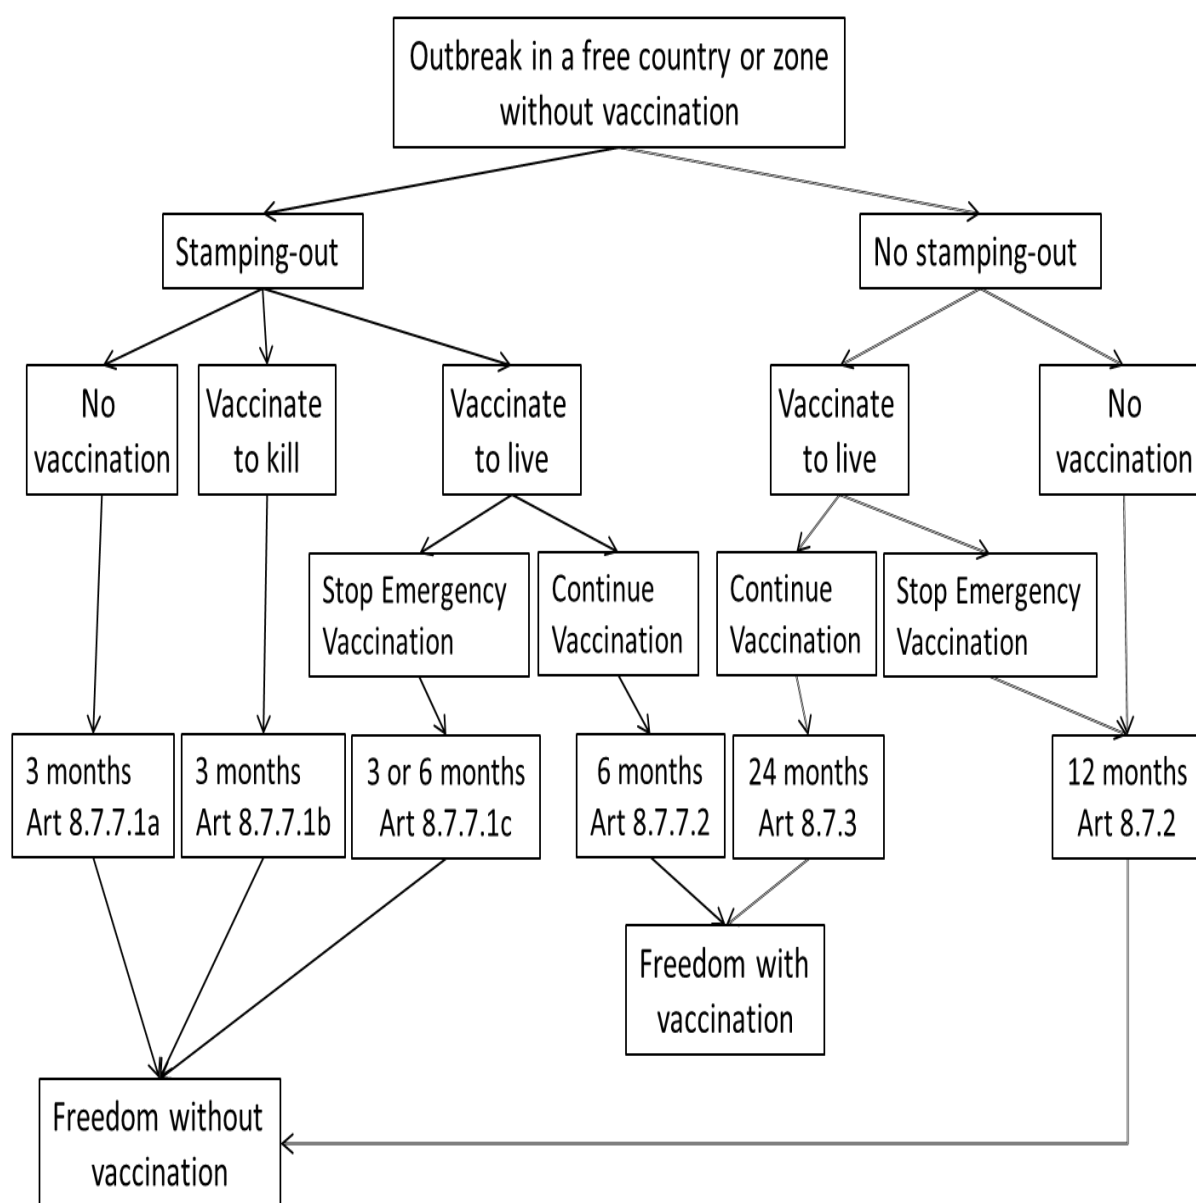 Outbreak in a free country or zone
without vaccination
Stamping-out
No stamping-out
No
vaccination
Vaccinate
to kill
Vaccinate
to live
Vaccinate
to live
No
vaccination
Stop Emergency
Vaccination
Continue
Vaccination
Continue
Vaccination
Stop Emergency
Vaccination
3 months
Art 8.7.7.1a
3 months
Art 8.7.7.1b
3 or 6 months
Art 8.7.7.1c
6 months
Art 8.7.7.2
24 months
Art 8.7.3
12 months
Art 8.7.2
Freedom with
vaccination
Freedom without
vaccination